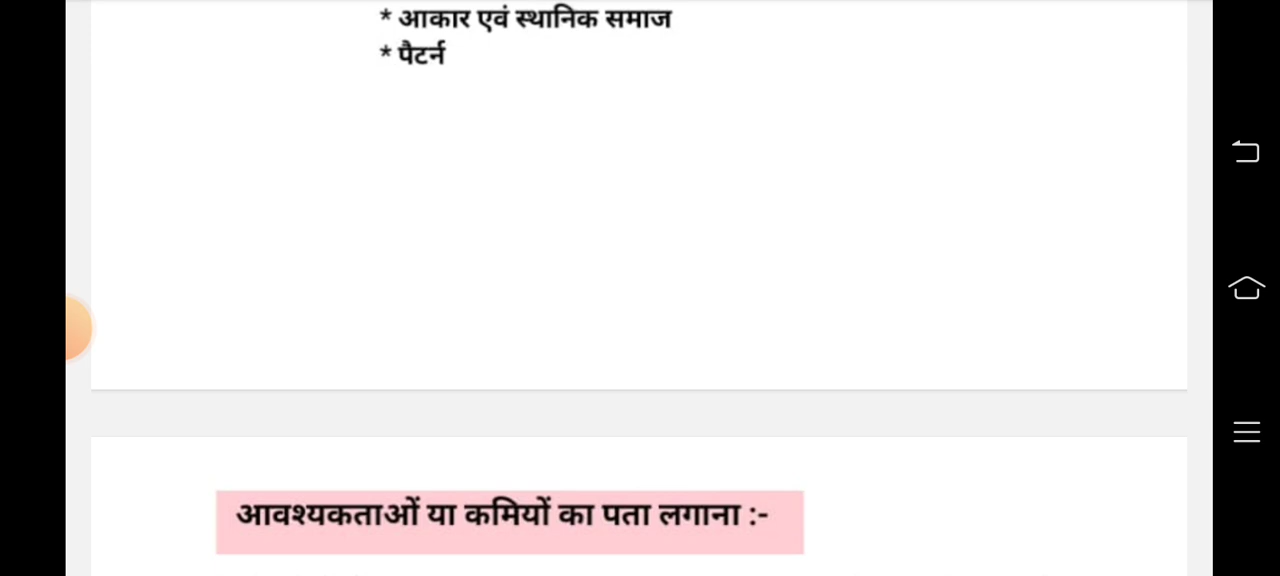 * आकार एवं स्थानिक समाज
* पैटर्न
आवश्यकताओं या कमियों का पता लगाना :-